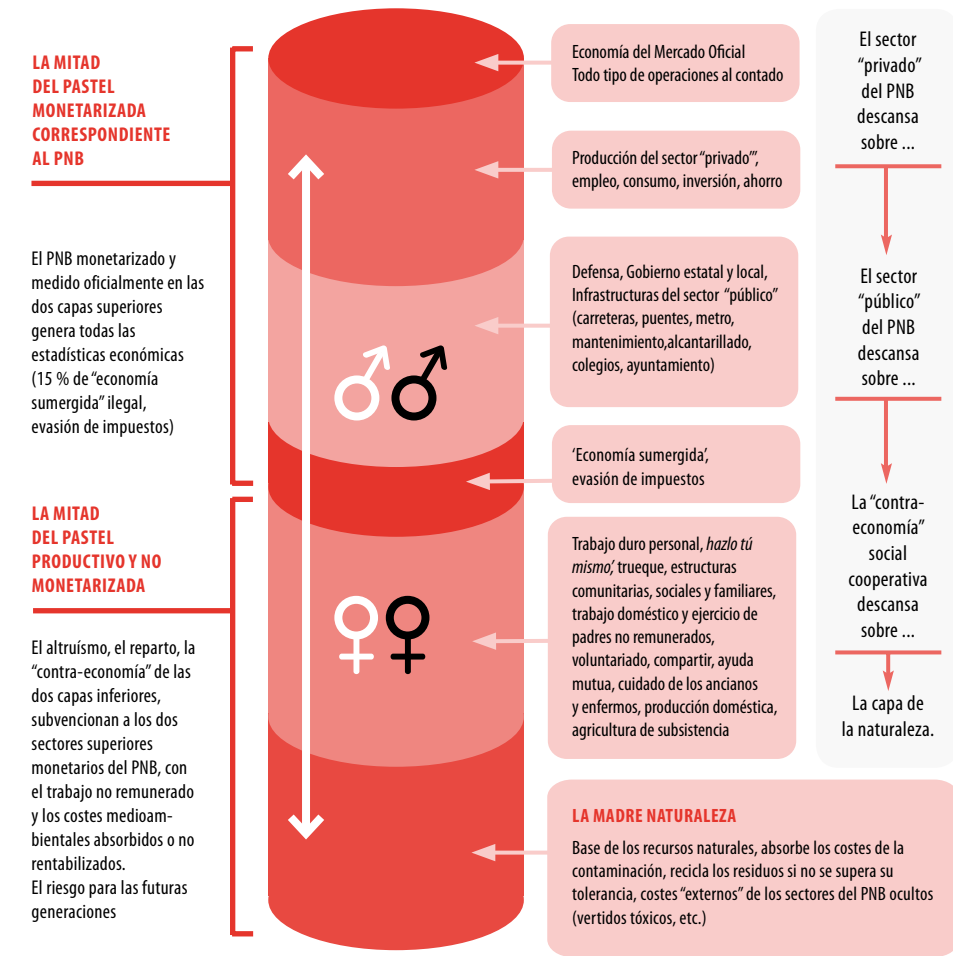 LA MITAD
DEL PASTEL
MONETARIZADA
CORRESPONDIENTE
AL PNB
El PNB monetarizado y
medido oficialmente en las
dos capas superiores
genera todas las
estadísticas económicas
(15 % de “economía
sumergida” ilegal,
evasión de impuestos)
LA MITAD
DEL PASTEL
PRODUCTIVO Y NO
MONETARIZADA
El altruísmo, el reparto, la
“contra-economía” de las
dos capas inferiores,
subvencionan a los dos
sectores superiores
monetarios del PNB, con
el trabajo no remunerado
y los costes medioam-
bientales absorbidos o no
rentabilizados.
El riesgo para las futuras
generaciones
Economía del Mercado Oficial
Todo tipo de operaciones al contado
Producción del sector “privado”’,
empleo, consumo, inversión, ahorro
Defensa, Gobierno estatal y local,
Infrastructuras del sector “público”
(carreteras, puentes, metro,
mantenimiento,alcantarillado,
colegios, ayuntamiento)
‘Economía sumergida’,
evasión de impuestos
Trabajo duro personal, hazlo tú
mismo’, trueque, estructuras
comunitarias, sociales y familiares,
trabajo doméstico y ejercicio de
padres no remunerados,
voluntariado, compartir, ayuda
mutua, cuidado de los ancianos
y enfermos, producción doméstica,
agricultura de subsistencia
LA MADRE NATURALEZA
Base de los recursos naturales, absorbe los costes de la
contaminación, recicla los residuos si no se supera su
tolerancia, costes “externos” de los sectores del PNB ocultos
(vertidos tóxicos, etc.)
El sector
“privado”
del PNB
descansa
sobre ...
El sector
“público”
del PNB
descansa
sobre ...
La “contra-
economía”
social
cooperativa
descansa
sobre ...
La capa de
la naturaleza.